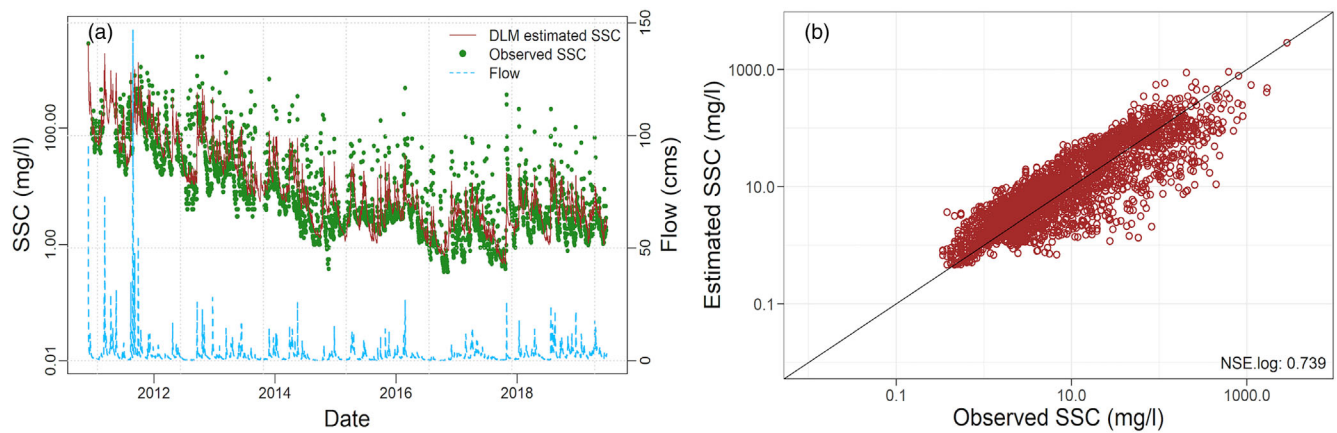 (a)
DLM estimated SSC
Observed SSC
Flow
SSC (mg/l)
100.00
1.00
0.01
150
100
50
0
Flow (cms)
2012
2014
2016
2018
Date
(b)
Estimated SSC (mg/l)
1000.0
10.0
0.1
NSE.log: 0.739
0.1
10.0
1000.0
Observed SSC (mg/l)